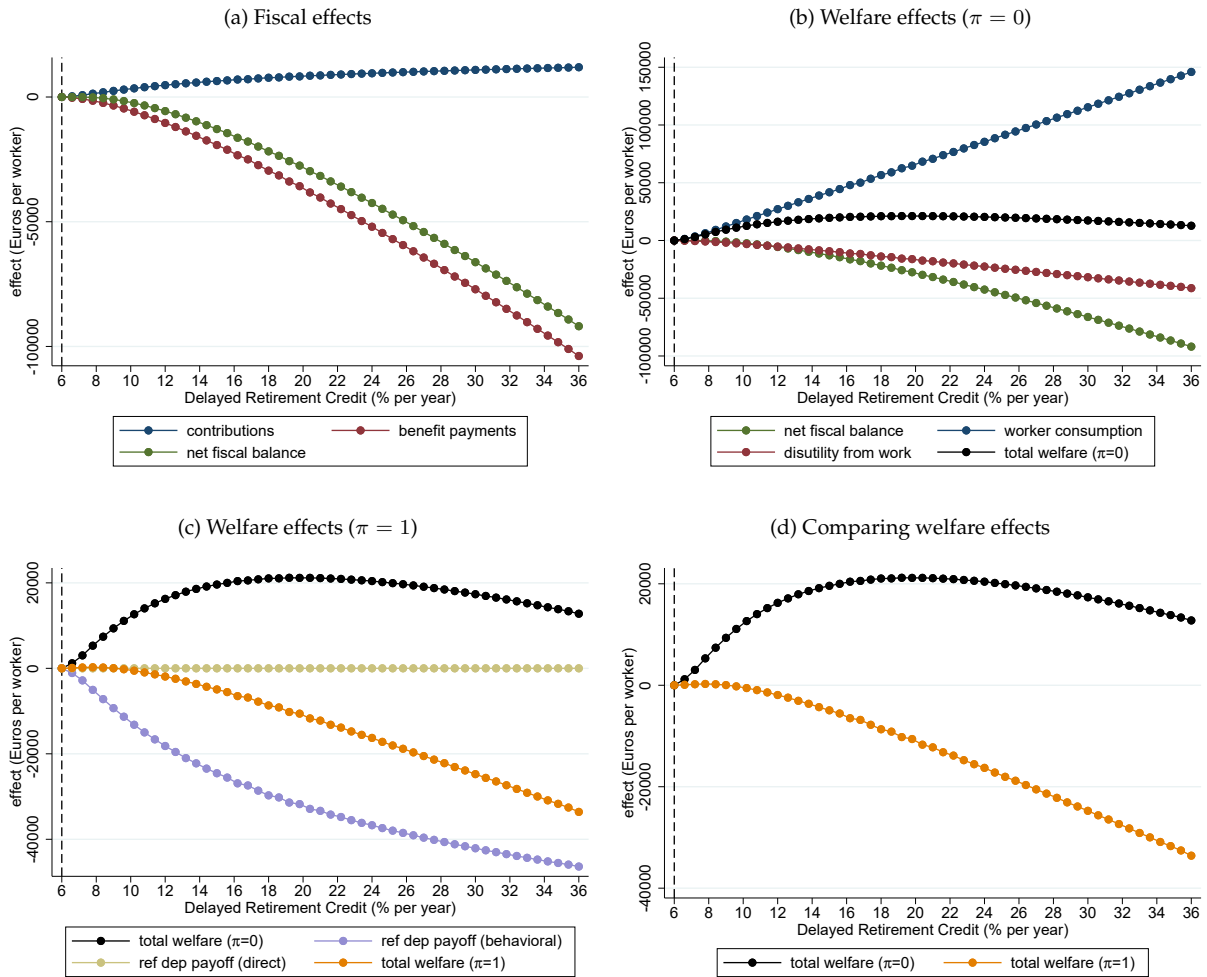 (a) Fiscal effects
effect (Euros per worker)
0
-50000
-100000
6 8 10 12 14 16 18 20 22 24 26 28 30 32 34 36
Delayed Retirement Credit (% per year)
contributions
benefit payments
net fiscal balance
(b) Welfare effects (π = 0)
effect (Euros per worker)
150000
100000
50000
0
-50000
-100000
6 8 10 12 14 16 18 20 22 24 26 28 30 32 34 36
Delayed Retirement Credit (% per year)
net fiscal balance
worker consumption
disutility from work
total welfare (π=0)
(c) Welfare effects (π = 1)
effect (Euros per worker)
20000
0
-20000
-40000
6 8 10 12 14 16 18 20 22 24 26 28 30 32 34 36
Delayed Retirement Credit (% per year)
total welfare (π=0)
ref dep payoff (behavioral)
ref dep payoff (direct)
total welfare (π=1)
(d) Comparing welfare effects
effect (Euros per worker)
20000
0
-20000
-40000
6 8 10 12 14 16 18 20 22 24 26 28 30 32 34 36
Delayed Retirement Credit (% per year)
total welfare (π=0)
total welfare (π=1)